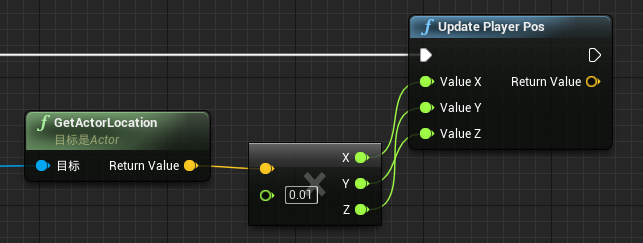 f Update Player Pos
Value X
Return Value
Value Y
Value Z
f GetActorLocation
目标是Actor
目标
Return Value
X
Y
0.01
Z